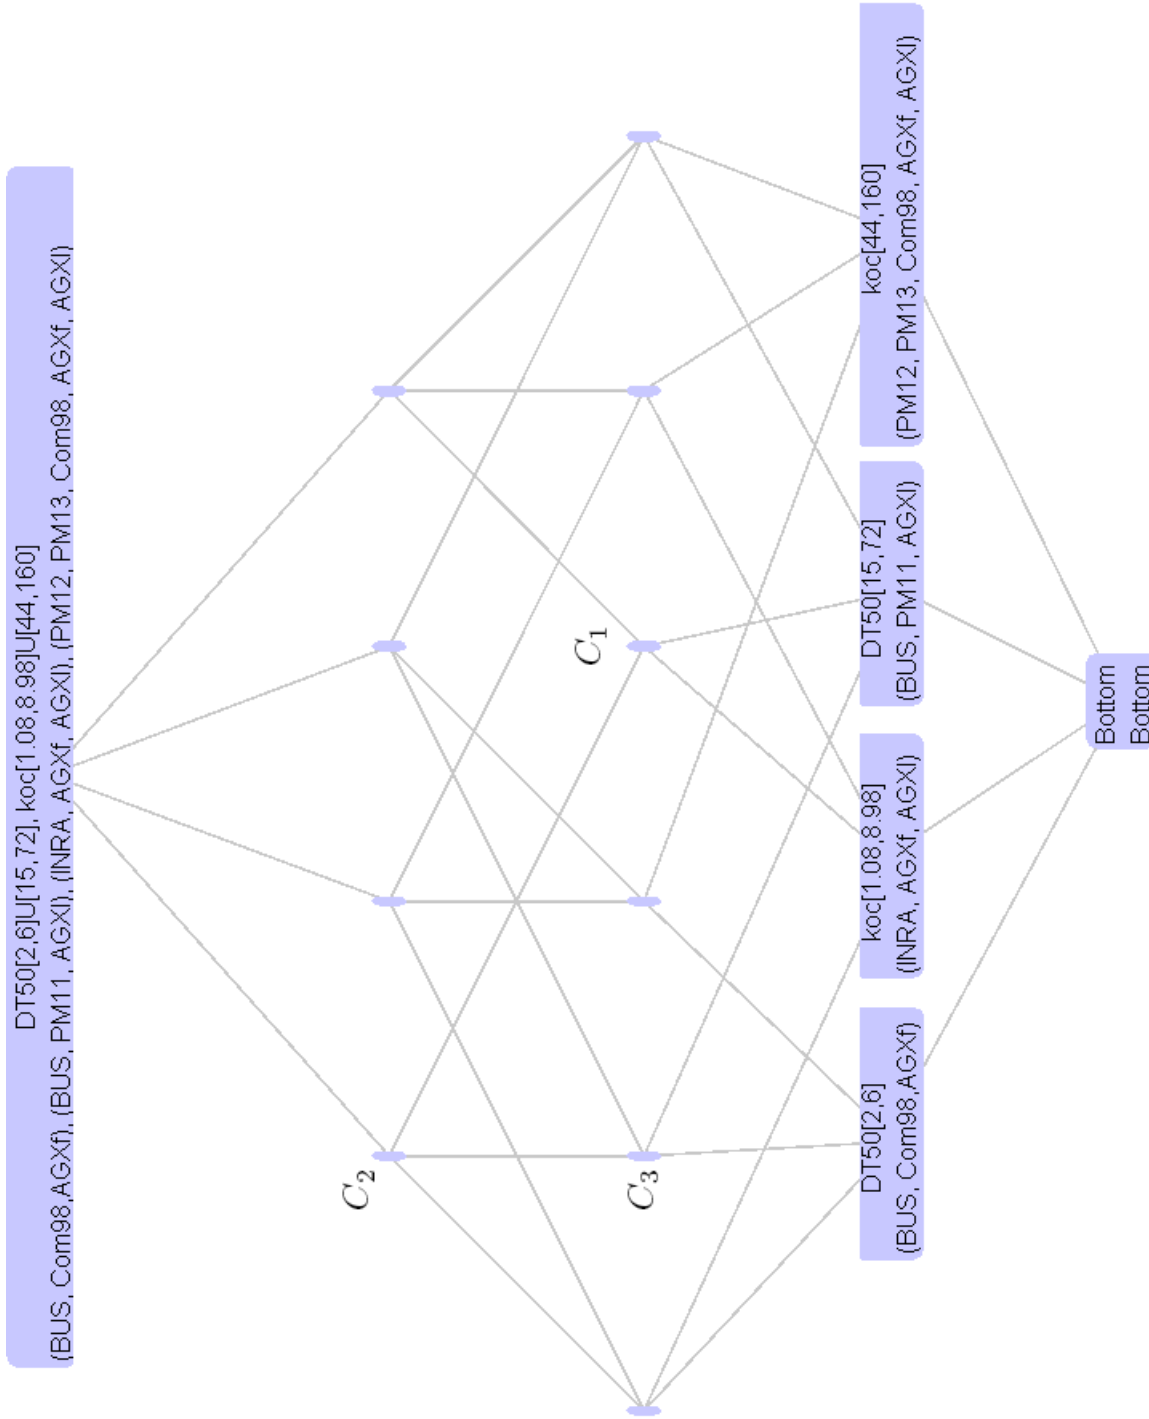 DT50[2,6]U[15,72], koc[1.08,8.98]U[44,160]
(BUS, Com98,AGXf), (BUS, PM11, AGXl), (INRA, AGXf, AGXl), (PM12, PM13, Com98, AGXf, AGXl)
C2
C3
C1
DT50[2,6]
(BUS, Com98,AGXf)
koc[1.08,8.98]
(INRA, AGXf, AGXl)
DT50[15,72]
(BUS, PM11, AGXl)
koc[44,160]
(PM12, PM13, Com98, AGXf, AGXl)
Bottom
Bottom